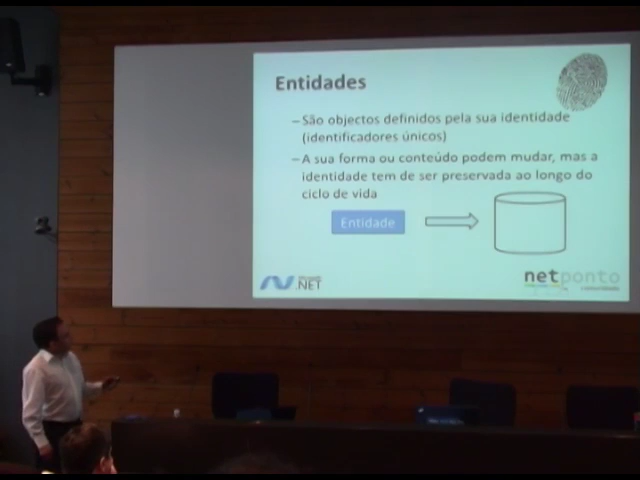 Entidades
– São objectos definidos pela sua identidade
(identificadores únicos)
– A sua forma ou conteúdo podem mudar, mas a
identidade tem de ser preservada ao longo do
ciclo de vida
Entidade
.NET
netponto